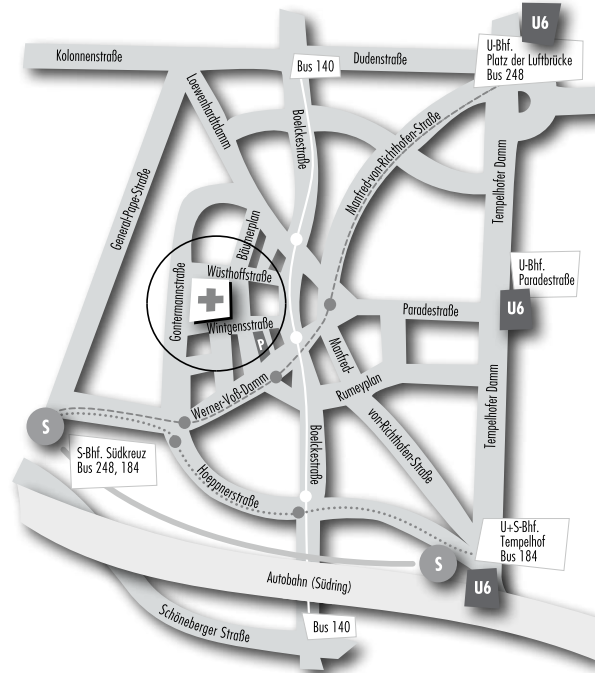 U6
Kolonnenstraße
Dudenstraße
Bus 140
U-Bhf.
Platz der Luftbrücke
Bus 248
Loewenhardtdamm
Boelckestraße
Manfred-von-Richthofen-Straße
Tempelhofer Damm
General-Pape-Straße
Bäumerplan
U-Bhf.
Paradestraße
U6
Wüsthoffstraße
Gontermannstraße
Wintgensstraße
P
Paradestraße
Manfred-
von-Richthofen-Straße
Rumeyplan
Werner-Voß-Damm
Tempelhofer Damm
S
S-Bhf. Südkreuz
Bus 248, 184
Boelckestraße
Hoeppnerstraße
U+S-Bhf.
Tempelhof
Bus 184
S
U6
Autobahn (Südring)
Schöneberger Straße
Bus 140